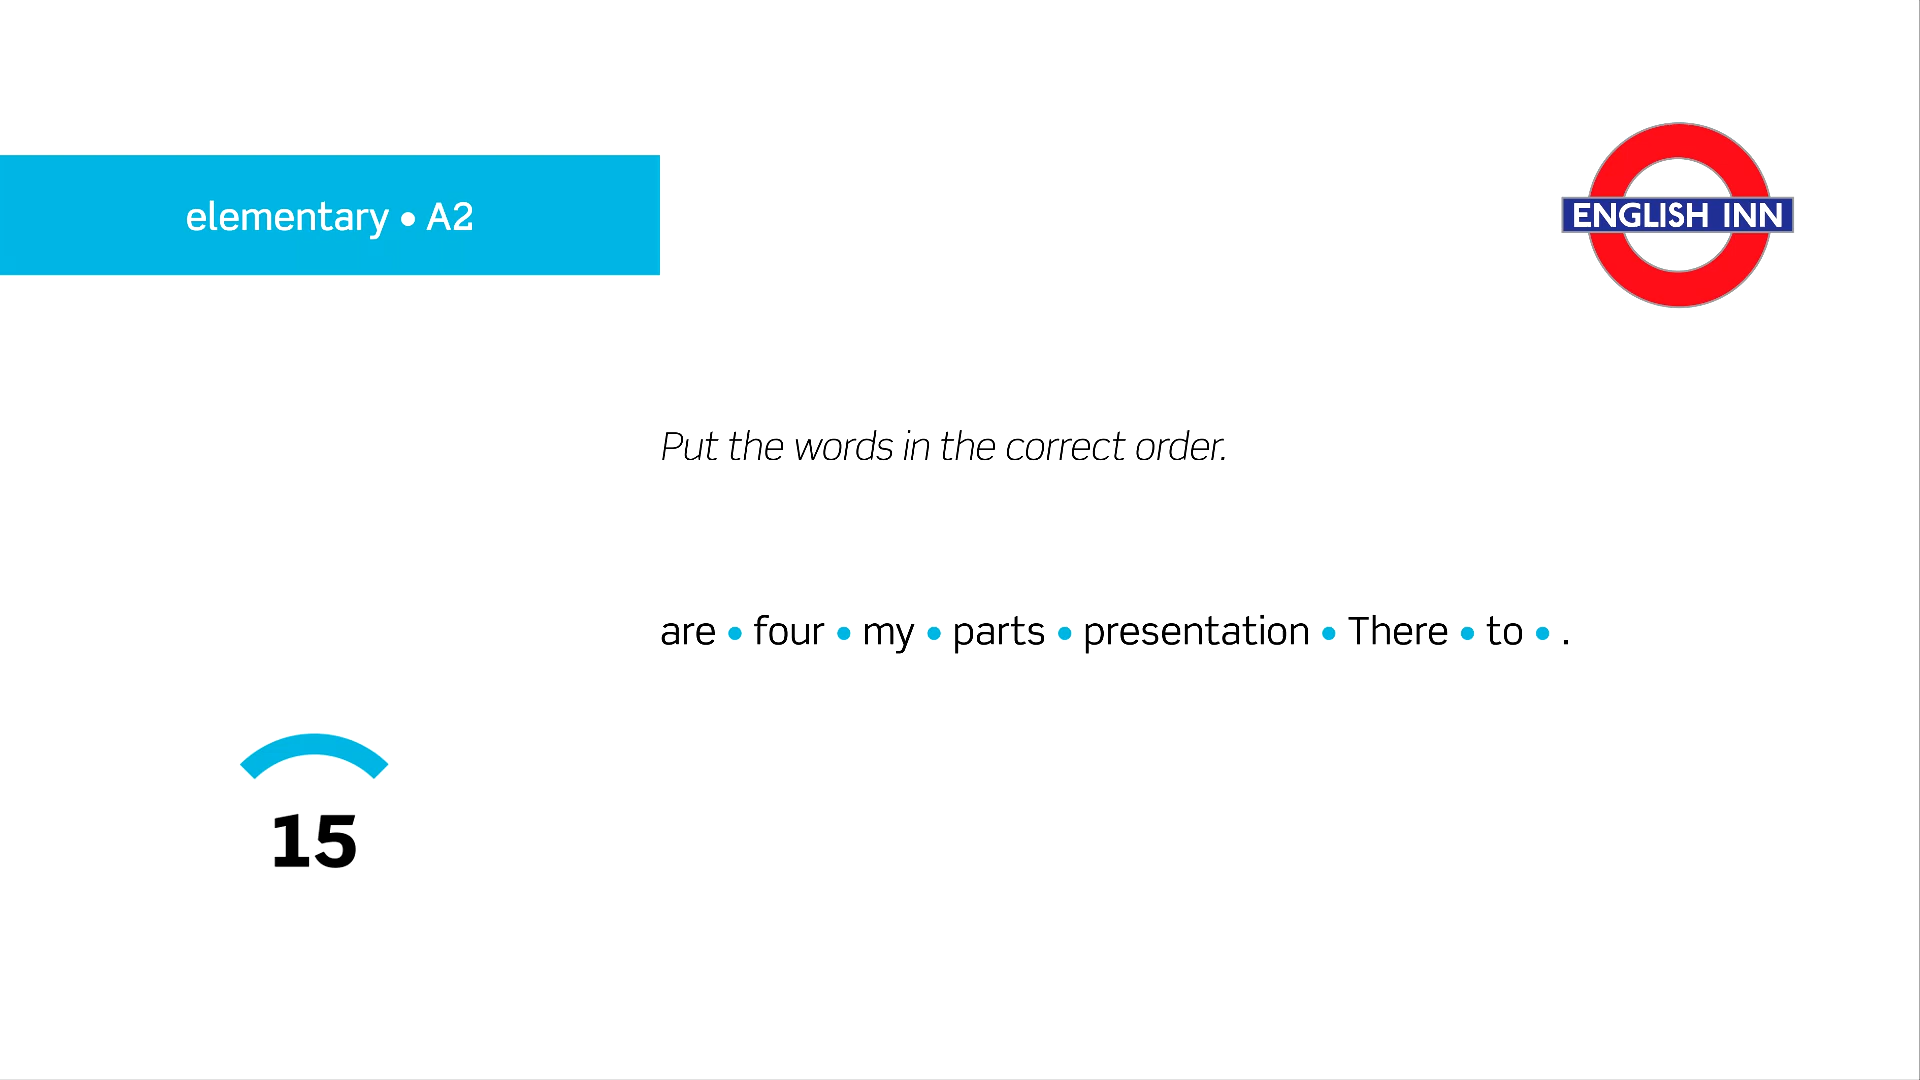 elementary • A2
ENGLISH INN
Put the words in the correct order.
are • four • my • parts • presentation • There • to • .
15